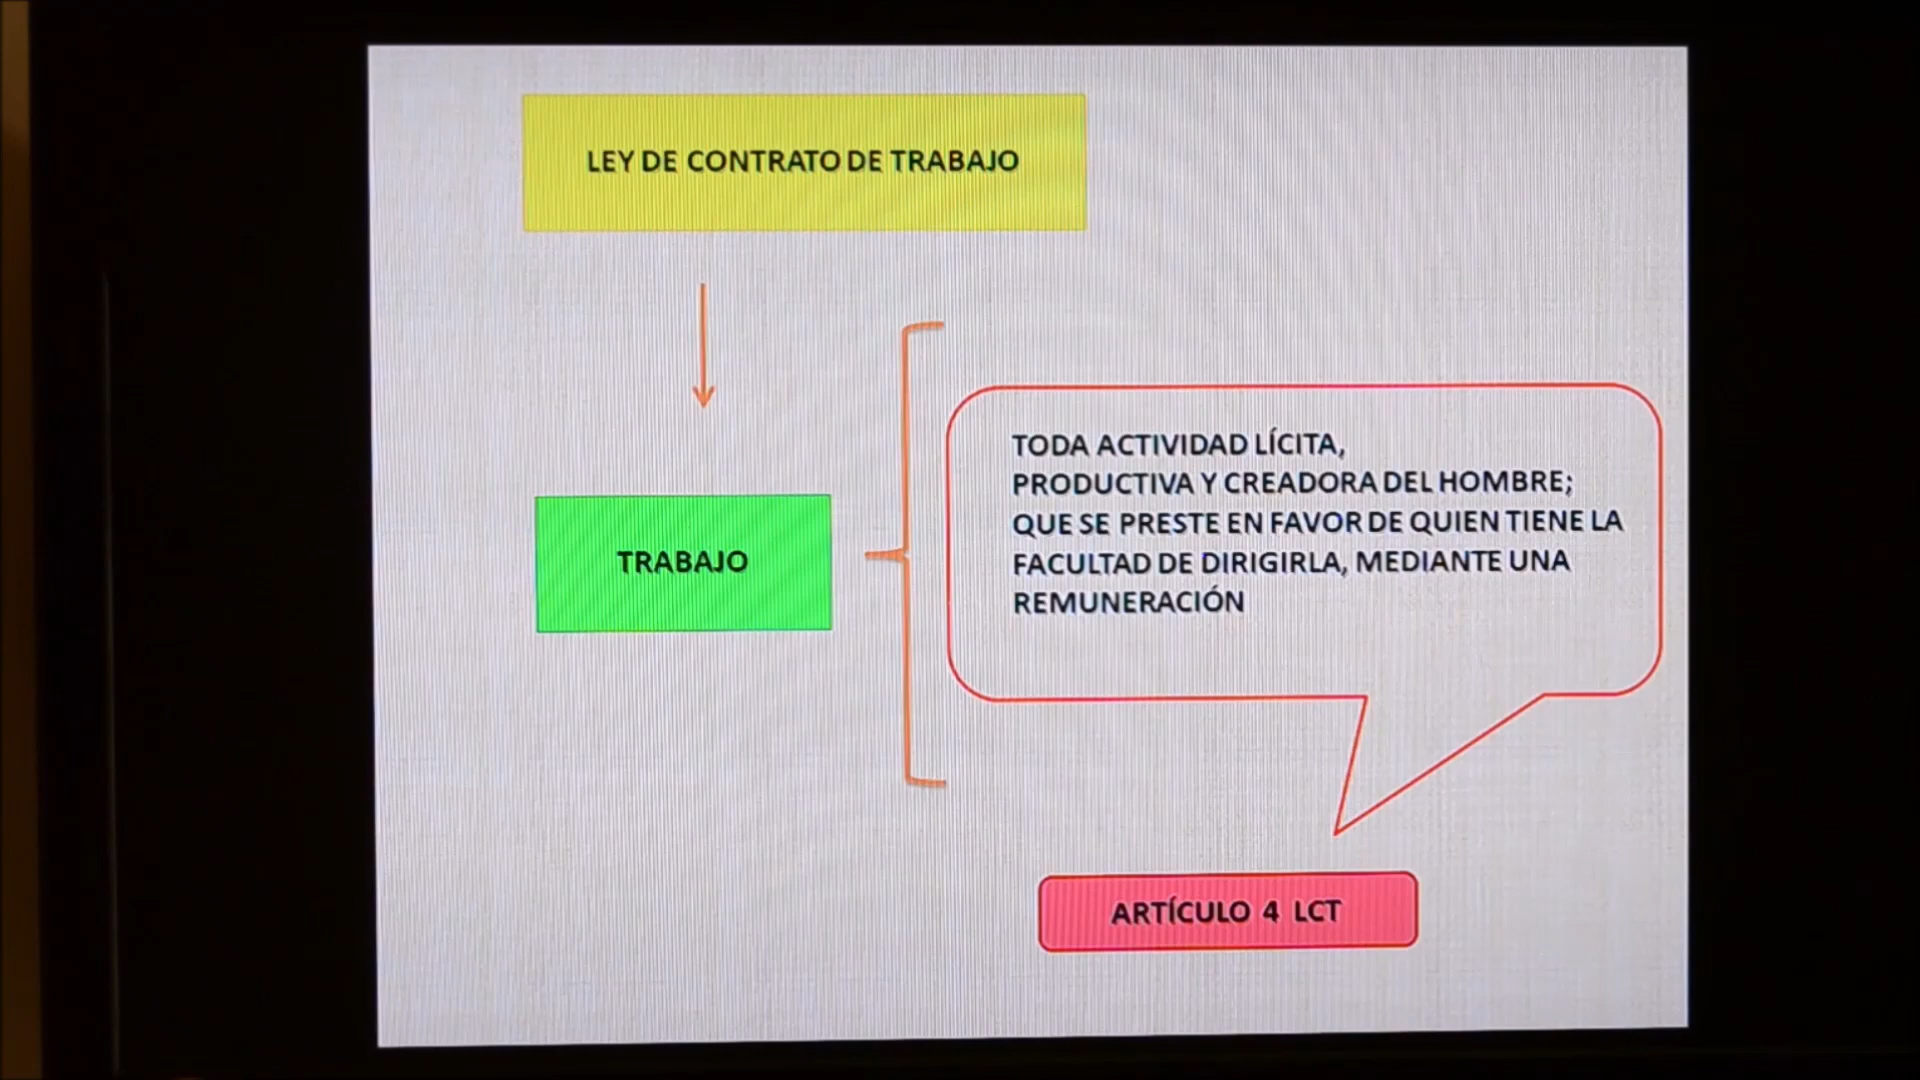 LEY DE CONTRATO DE TRABAJO
TRABAJO
TODA ACTIVIDAD LÍCITA,
PRODUCTIVA Y CREADORA DEL HOMBRE;
QUE SE PRESTE EN FAVOR DE QUIEN TIENE LA
FACULTAD DE DIRIGIRLA, MEDIANTE UNA
REMUNERACIÓN
ARTÍCULO 4 LCT